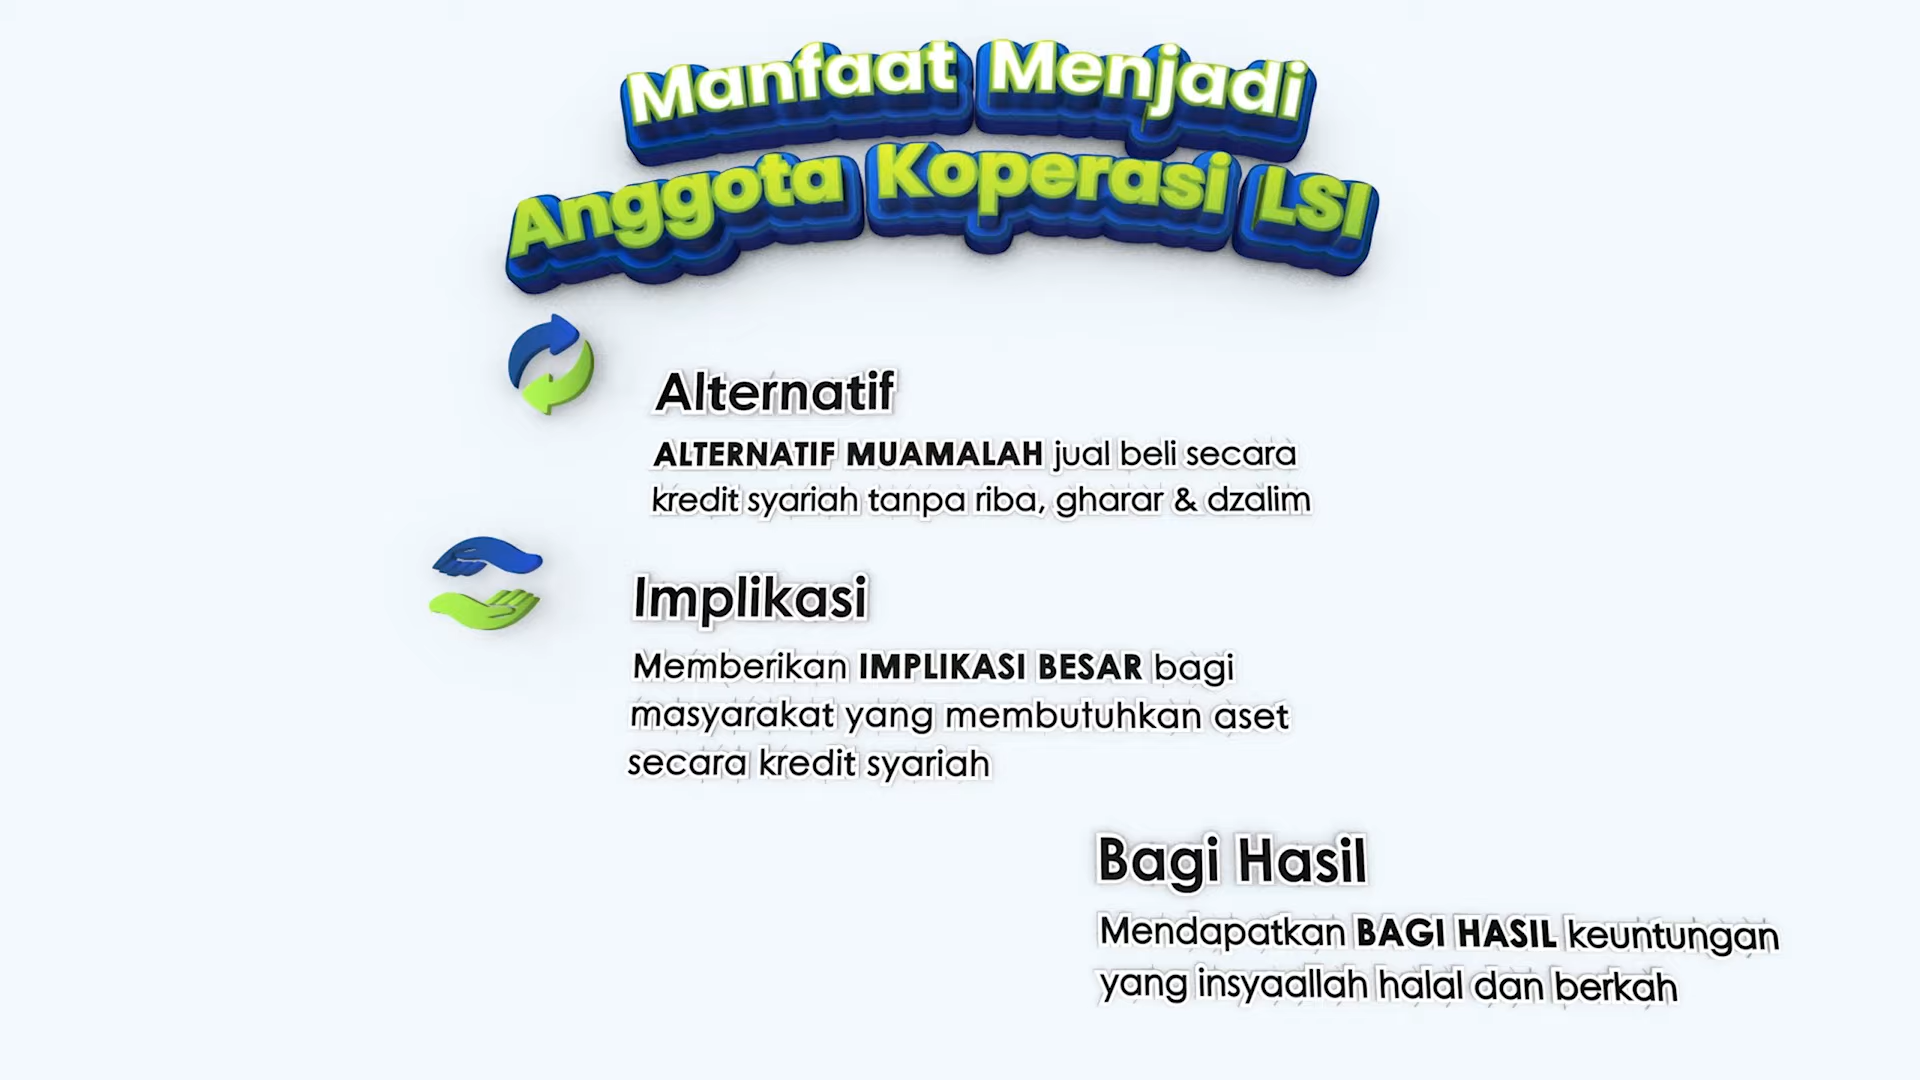 Manfaat Menjadi
Anggota Koperasi LSI
Alternatif
ALTERNATIF MUAMALAH jual beli secara
kredit syariah tanpa riba, gharar & dzalim
Implikasi
Memberikan IMPLIKASI BESAR bagi
masyarakat yang membutuhkan aset
secara kredit syariah
Bagi Hasil
Mendapatkan BAGI HASIL keuntungan
yang insyaallah halal dan berkah